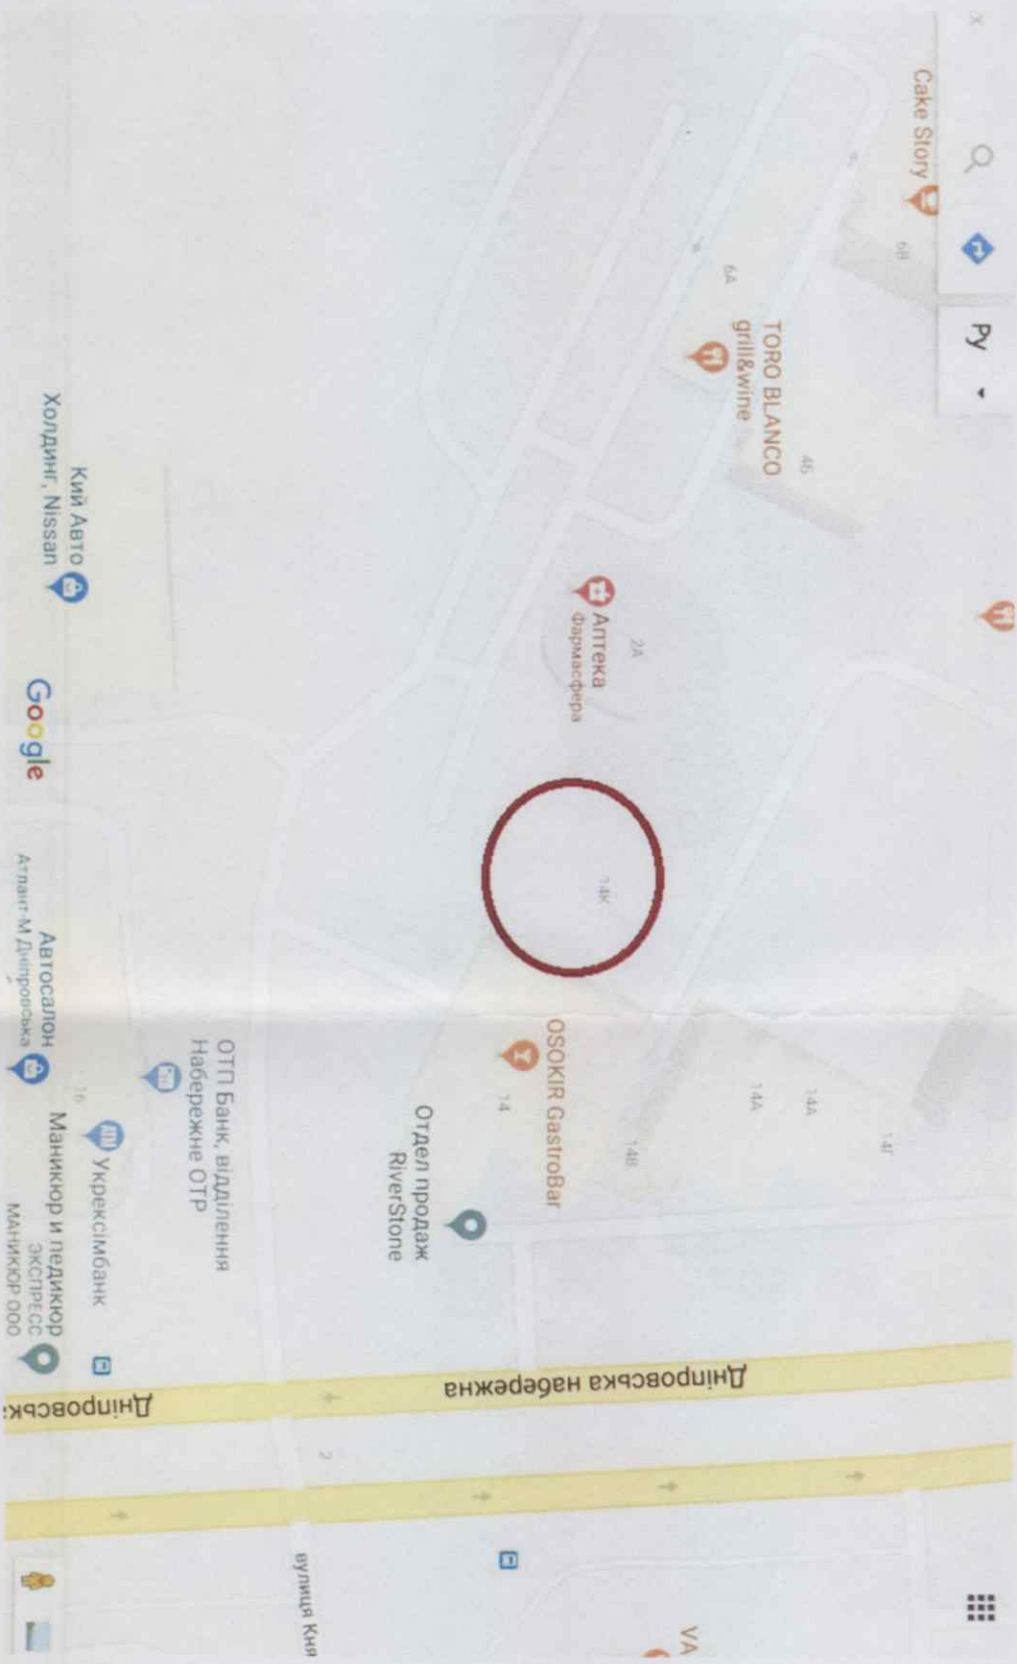 Cake Story
6В
Ру
6А
TORO BLANCO
grill&wine
4Б
Аптека
Фармасфера
2А
Кий Авто
Холдинг, Nissan
Google
14К
Автосалон
Атлант-М Дніпровська
OSOKIR GastroBar
14
14В
14А
14А
14Г
Отдел продаж
RiverStone
ОТП Банк, відділення
Набережне ОТР
Укрексімбанк
Маникюр и педикюр
ЭКСПРЕСС
МАНИКЮР ООО
Дніпровська набережна
Дніпровськ
2
вулиця Кня
VA